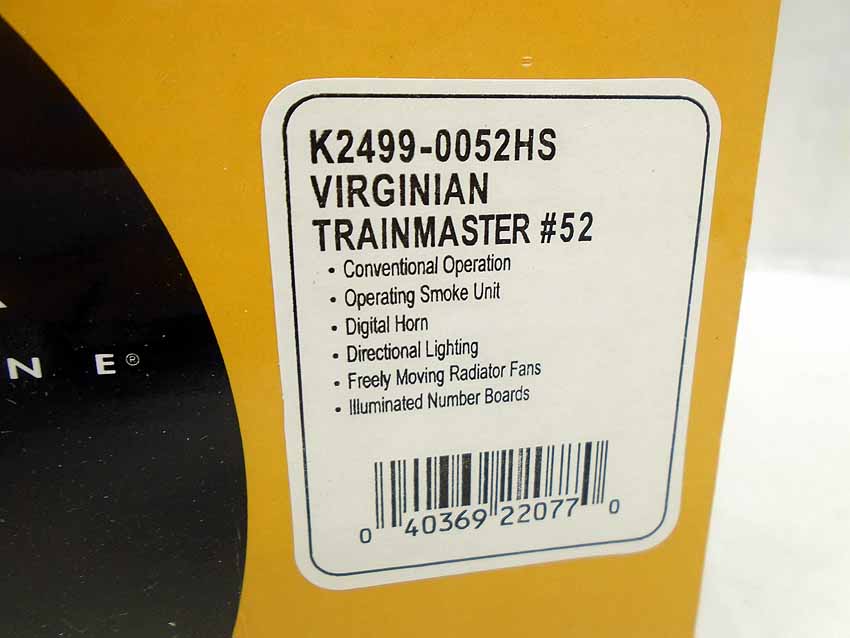 K2499-0052HS
VIRGINIAN
TRAINMASTER #52
• Conventional Operation
• Operating Smoke Unit
• Digital Horn
• Directional Lighting
• Freely Moving Radiator Fans
• Illuminated Number Boards
0 40369 22077 0
N E®